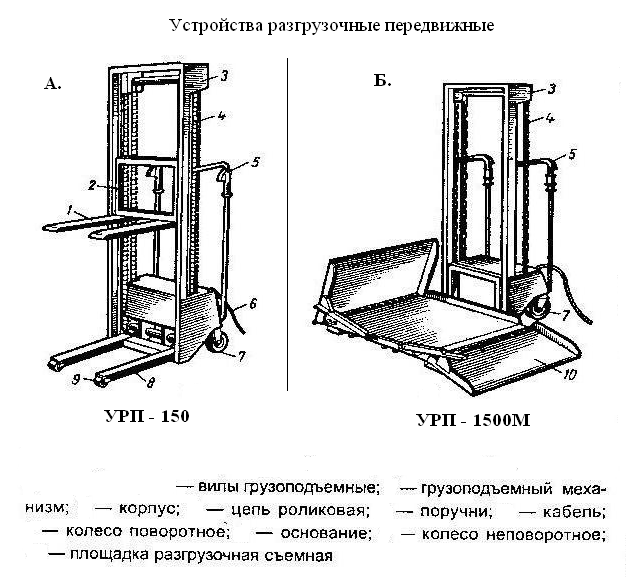 Устройства разгрузочные передвижные
А.
Б.
3
4
5
2
1
6
7
8
9
3
4
5
7
10
УРП - 150
УРП - 1500М
— вилы грузоподъемные; — грузоподъемный меха-
низм; — корпус; — цепь роликовая; — поручни; — кабель;
— колесо поворотное; — основание; — колесо неповоротное;
— площадка разгрузочная съемная